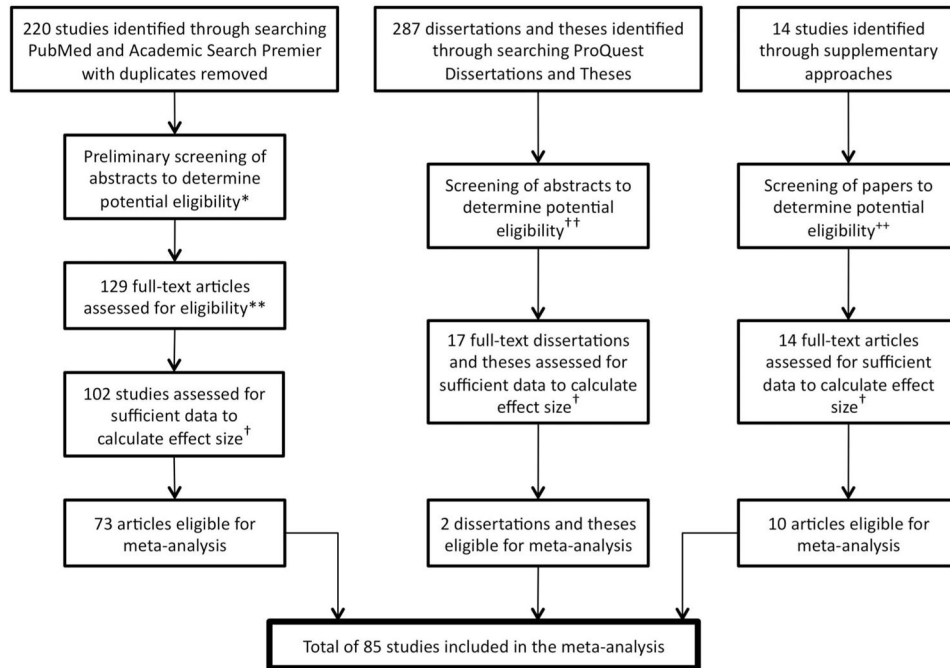 220 studies identified through searching
PubMed and Academic Search Premier
with duplicates removed
Preliminary screening of
abstracts to determine
potential eligibility*
129 full-text articles
assessed for eligibility**
102 studies assessed for
sufficient data to
calculate effect size†
73 articles eligible for
meta-analysis
287 dissertations and theses identified
through searching ProQuest
Dissertations and Theses
Screening of abstracts to
determine potential
eligibility††
17 full-text dissertations
and theses assessed for
sufficient data to calculate
effect size†
2 dissertations and theses
eligible for meta-analysis
14 studies identified
through supplementary
approaches
Screening of papers to
determine potential
eligibility⁺⁺
14 full-text articles
assessed for sufficient
data to calculate effect
size†
10 articles eligible for
meta-analysis
Total of 85 studies included in the meta-analysis